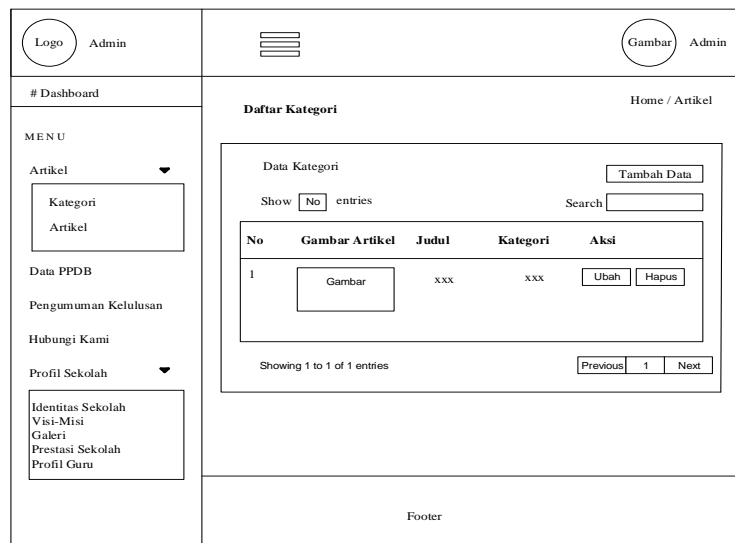 Logo Admin
Gambar Admin
# Dashboard
MENU
Artikel
Kategori
Artikel
Data PPDB
Pengumuman Kelulusan
Hubungi Kami
Profil Sekolah
Identitas Sekolah
Visi-Misi
Galeri
Prestasi Sekolah
Profil Guru
Daftar Kategori
Home / Artikel
Data Kategori
Tambah Data
Show No entries
Search
No Gambar Artikel Judul Kategori Aksi
1 Gambar xxx xxx Ubah Hapus
Showing 1 to 1 of 1 entries
Previous 1 Next
Footer